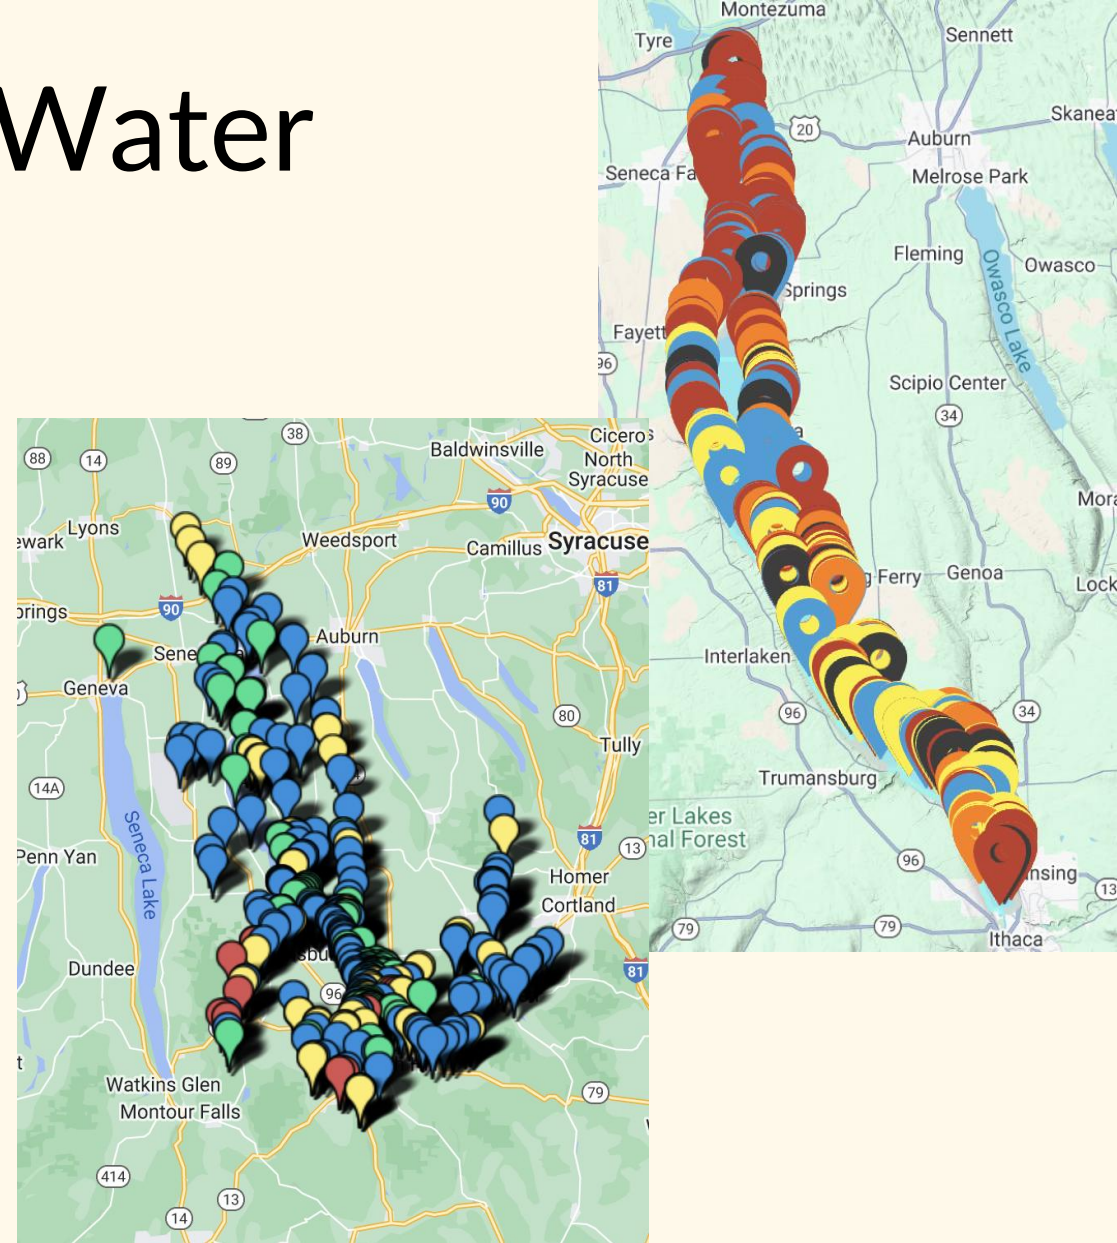 Water
Montezuma
Tyre
Sennett
Skanea
20
Auburn
Seneca Fa
Melrose Park
Fleming
Owasco
Owasco Lake
Springs
Fayett
96
Scipio Center
34
a
Mora
g Ferry
Genoa
Lock
Interlaken
96
34
Trumansburg
er Lakes
nal Forest
96
nsing
13
79
79
Ithaca
38
88
14
89
Baldwinsville
Cicero
s
North
Syracuse
90
Lyons
ewark
Weedsport
Camillus
Syracuse
81
prings
90
Auburn
Sene
Geneva
80
Tully
14A
Seneca Lake
81
13
Penn Yan
Homer
Cortland
sbu
Dundee
96
81
t
Watkins Glen
Montour Falls
79
414
13
14